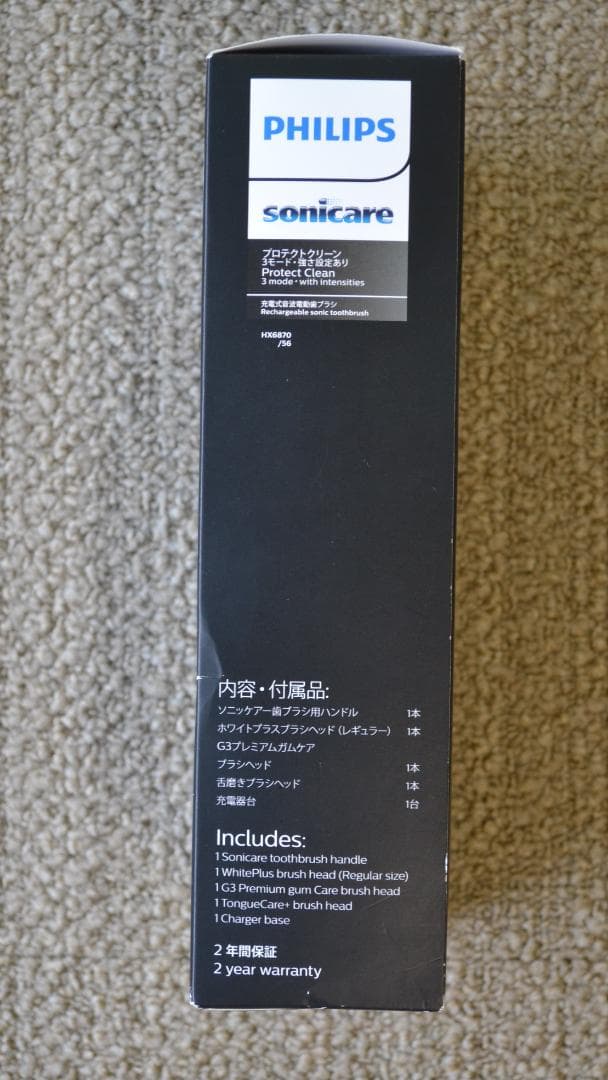 PHILIPS
sonicare
プロテクトクリーン
3モード・強さ設定あり
Protect Clean
3 mode・with intensities
充電式音波電動歯ブラシ
Rechargeable sonic toothbrush
HX6870
/56
内容・付属品:
ソニッケアー歯ブラシ用ハンドル 1本
ホワイトプラスブラシヘッド（レギュラー） 1本
G3プレミアムガムケア
ブラシヘッド 1本
舌磨きブラシヘッド 1本
充電器台 1台
Includes:
1 Sonicare toothbrush handle
1 WhitePlus brush head (Regular size)
1 G3 Premium gum Care brush head
1 TongueCare+ brush head
1 Charger base
2 年間保証
2 year warranty